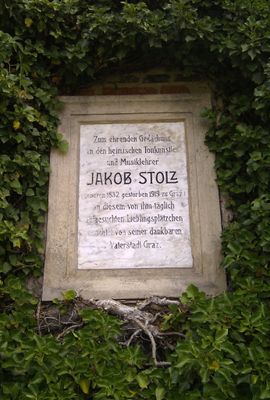 Zum ehrenden Gedächtnis
an den heimischen Tonkünstler
und Musiklehrer
JAKOB STOLZ
geboren 1832, gestorben 1919 zu Graz
an diesem von ihm täglich
aufgesuchten Lieblingsplätzchen
von seiner dankbaren
Vaterstadt Graz.